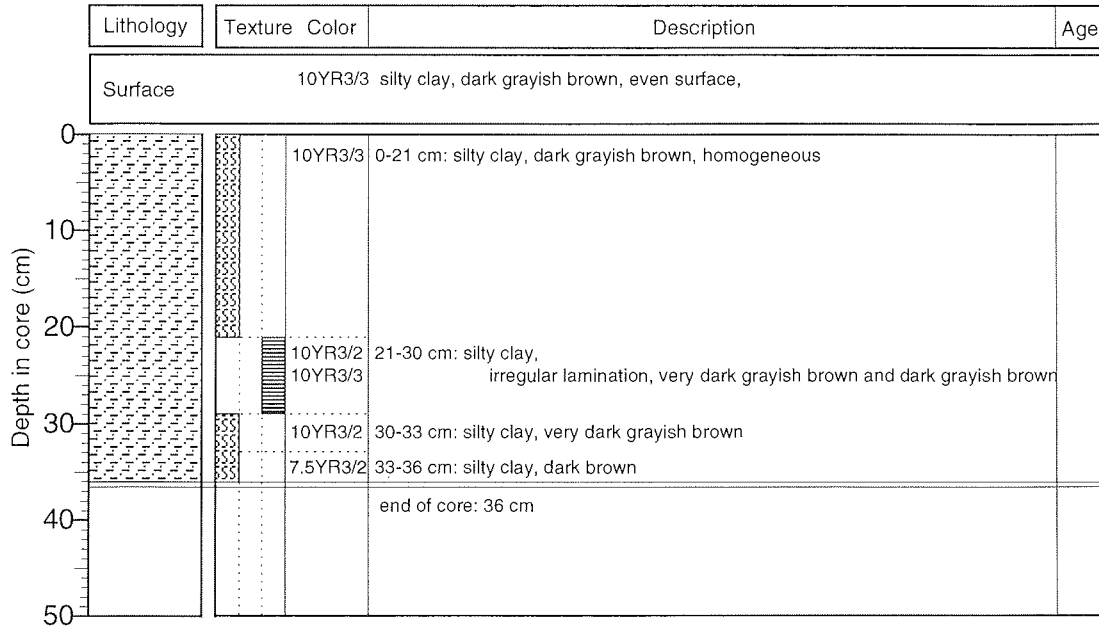 Lithology Texture Color Description Age
Surface 10YR3/3 silty clay, dark grayish brown, even surface,
0
10YR3/3 0-21 cm: silty clay, dark grayish brown, homogeneous
10
Depth in core (cm)
20
10YR3/2 21-30 cm: silty clay,
10YR3/3 irregular lamination, very dark grayish brown and dark grayish brown
30
10YR3/2 30-33 cm: silty clay, very dark grayish brown
7.5YR3/2 33-36 cm: silty clay, dark brown
end of core: 36 cm
40
50